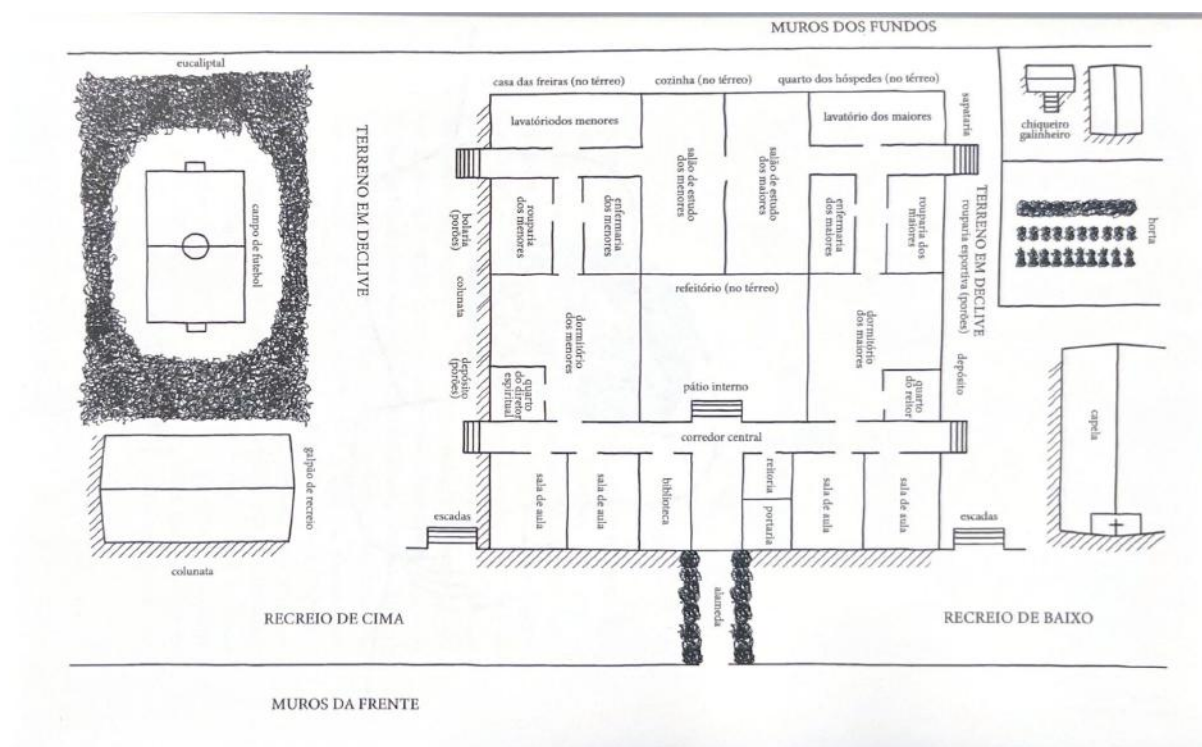 MUROS DOS FUNDOS
eucaliptal
casa das freiras (no térreo)
cozinha (no térreo)
quarto dos hóspedes (no térreo)
lavatóriodos menores
lavatório dos maiores
sapataria
chiqueiro
galinheiro
TERRENO EM DECLIVE
campo de futebol
bolaria
(porões)
rouparia
dos menores
enfermaria
dos menores
salão de estudo
dos menores
salão de estudo
dos maiores
enfermaria
dos maiores
rouparia dos
maiores
rouparia esportiva (porões)
TERRENO EM DECLIVE
horta
colunata
refeitório (no térreo)
dormitório
dos menores
dormitório
dos maiores
depósito
(porões)
quarto
do diretor
espiritual
pátio interno
quarto
do reitor
depósito
capela
corredor central
galpão de recreio
sala de aula
sala de aula
biblioteca
reitoria
portaria
sala de aula
sala de aula
escadas
escadas
colunata
alameda
RECREIO DE CIMA
RECREIO DE BAIXO
MUROS DA FRENTE